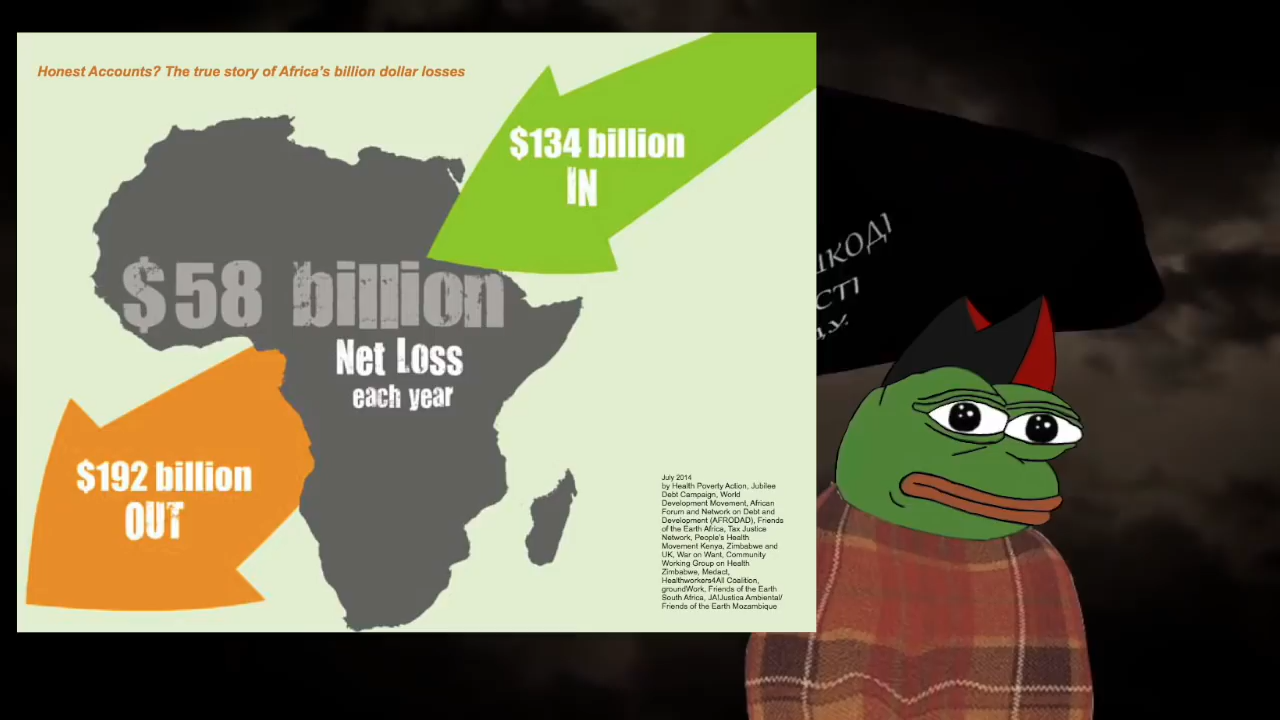 Honest Accounts? The true story of Africa's billion dollar losses
$134 billion
IN
$58 billion
Net Loss
each year
$192 billion
OUT
July 2014
by Health Poverty Action, Jubilee
Debt Campaign, World
Development Movement, African
Forum and Network on Debt and
Development (AFRODAD), Friends
of the Earth Africa, Tax Justice
Network, People's Health
Movement Kenya, Zimbabwe and
UK, War on Want, Community
Working Group on Health
Zimbabwe, Medact,
Healthworkers4All Coalition,
groundWork, Friends of the Earth
South Africa, JA!Justica Ambiental/
Friends of the Earth Mozambique